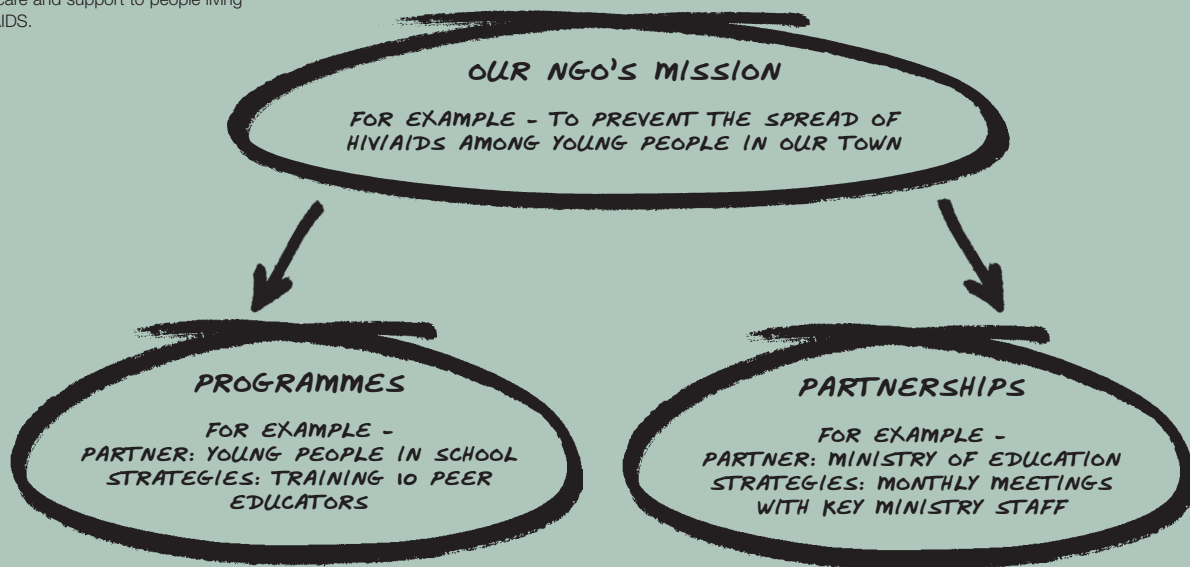 care and support to people living
AIDS.
OUR NGO'S MISSION
FOR EXAMPLE - TO PREVENT THE SPREAD OF
HIV/AIDS AMONG YOUNG PEOPLE IN OUR TOWN
PROGRAMMES
FOR EXAMPLE -
PARTNER: YOUNG PEOPLE IN SCHOOL
STRATEGIES: TRAINING 10 PEER
EDUCATORS
PARTNERSHIPS
FOR EXAMPLE -
PARTNER: MINISTRY OF EDUCATION
STRATEGIES: MONTHLY MEETINGS
WITH KEY MINISTRY STAFF